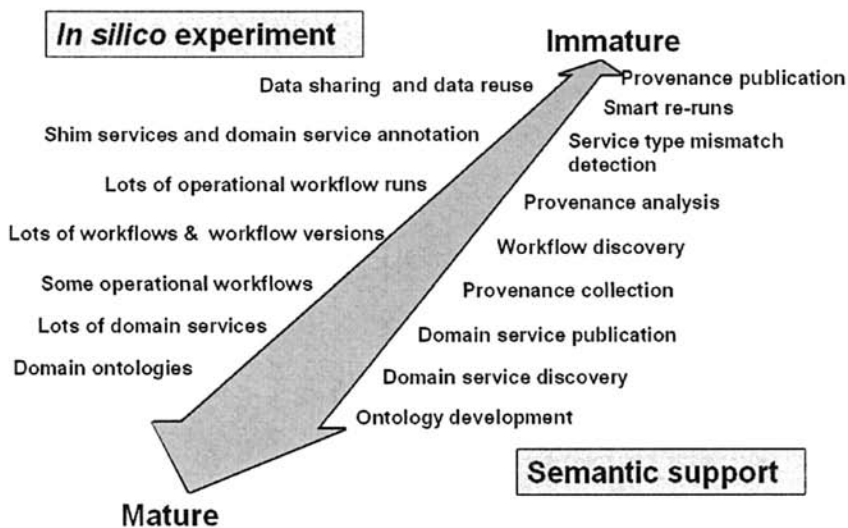 In silico experiment
Immature
Data sharing and data reuse
Provenance publication
Smart re-runs
Shim services and domain service annotation
Service type mismatch
detection
Lots of operational workflow runs
Provenance analysis
Lots of workflows & workflow versions
Workflow discovery
Some operational workflows
Provenance collection
Lots of domain services
Domain service publication
Domain ontologies
Domain service discovery
Ontology development
Semantic support
Mature